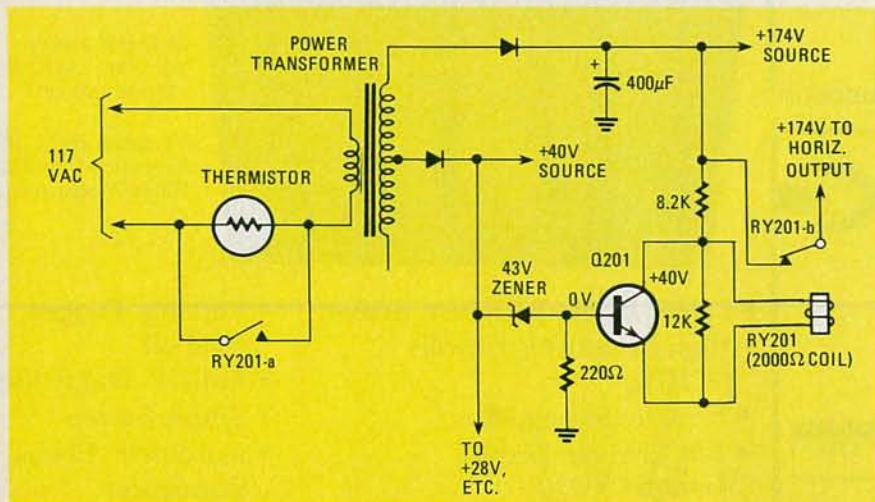 POWER
TRANSFORMER
+174V
SOURCE
+
400µF
+174V TO
HORIZ.
OUTPUT
117
VAC
THERMISTOR
+40V
SOURCE
8.2K
RY201-b
43V
ZENER
Q201
+40V
0V.
12K
RY201
(2000Ω COIL)
RY201-a
220Ω
TO
+28V,
ETC.